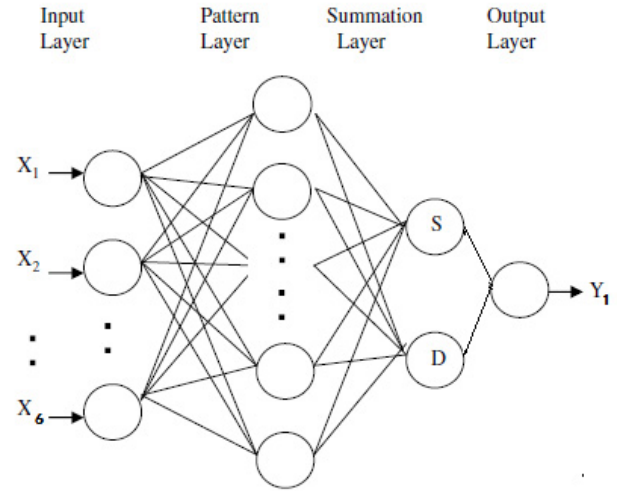 Input Layer
Pattern Layer
Summation Layer
Output Layer
X1
X2
X6
S
D
Y1